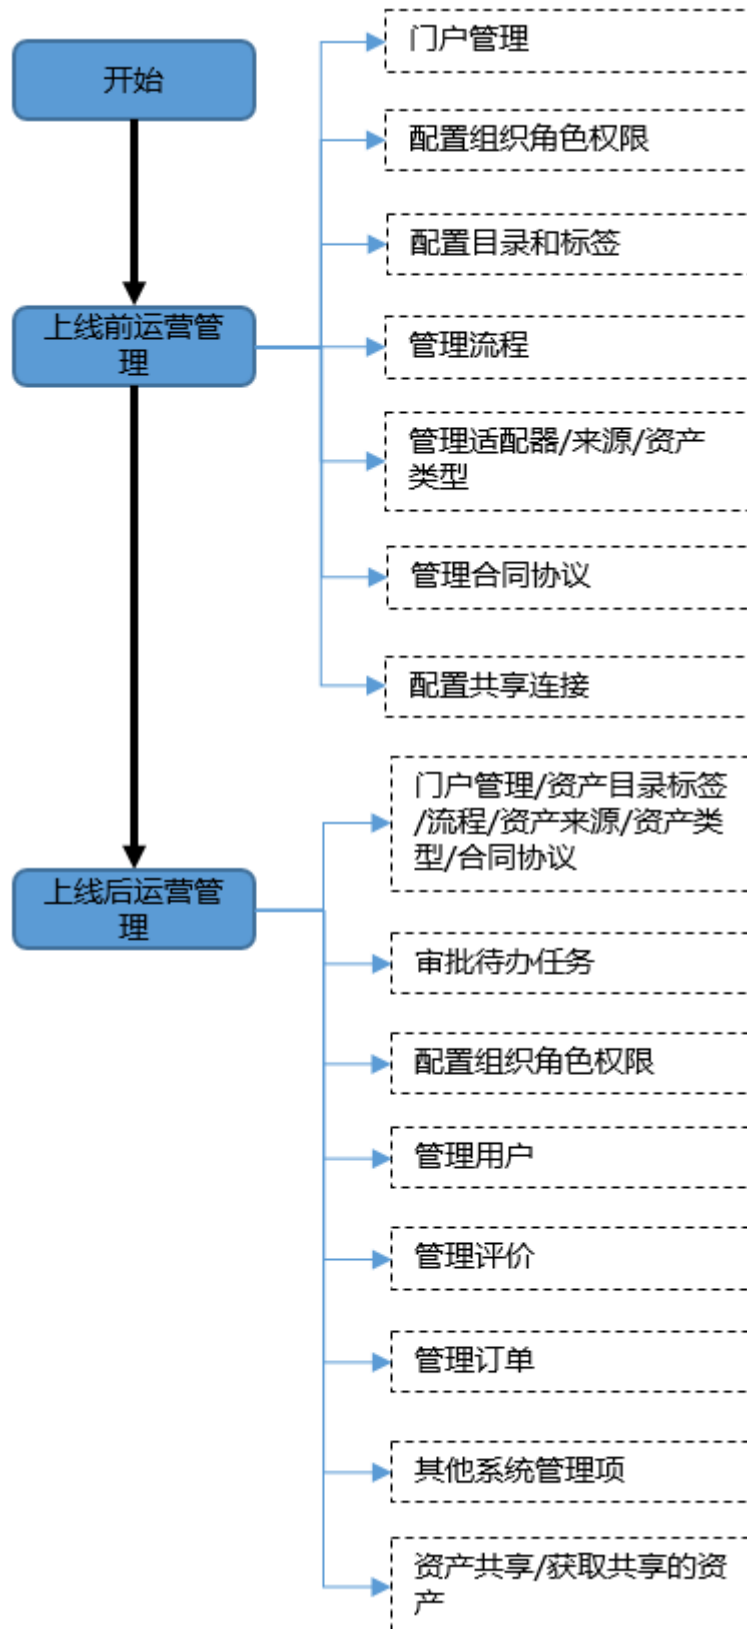 开始
门户管理
配置组织角色权限
配置目录和标签
上线前运营管
理
管理流程
管理适配器/来源/资产
类型
管理合同协议
配置共享连接
门户管理/资产目录标签
/流程/资产来源/资产类
型/合同协议
上线后运营管
理
审批待办任务
配置组织角色权限
管理用户
管理评价
管理订单
其他系统管理项
资产共享/获取共享的资
产